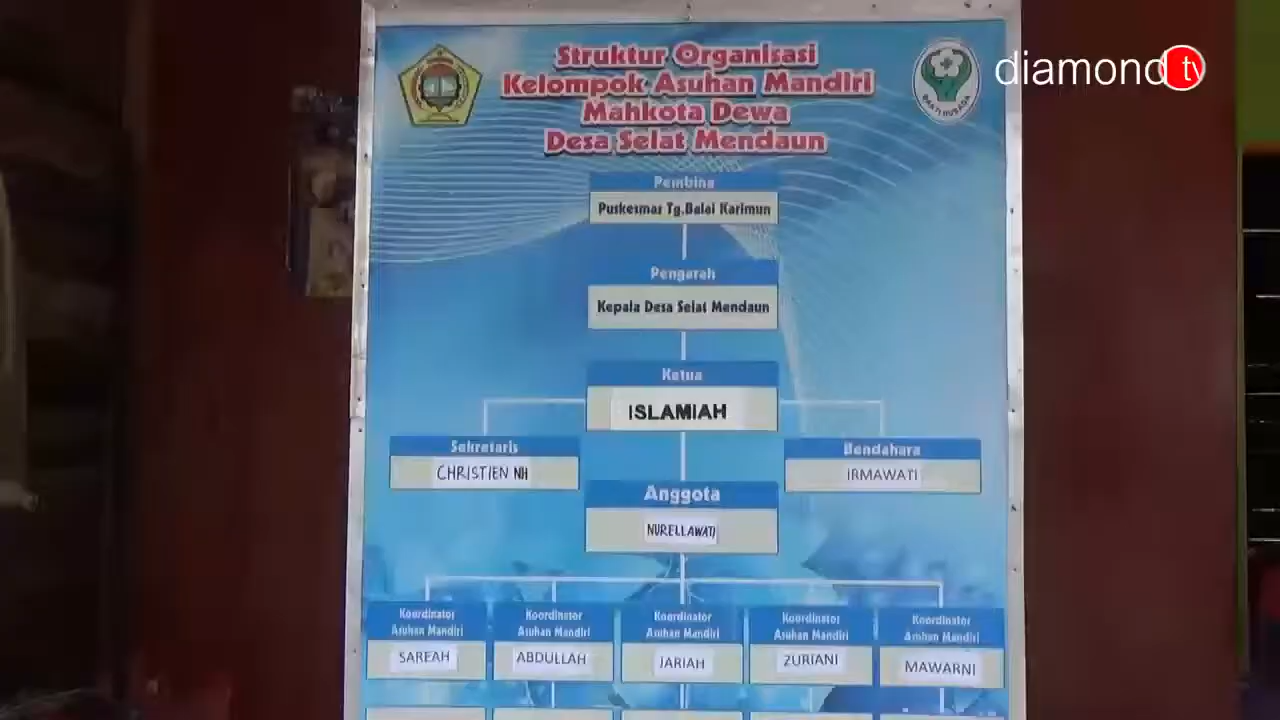 Struktur Organisasi
Kelompok Asuhan Mandiri
Mahkota Dewa
Desa Selat Mendaun
diamond tv
BAKTI HUSADA
Pembina
Puskesmas Tg.Balai Karimun
Pengarah
Kepala Desa Selat Mendaun
Ketua
ISLAMIAH
Sekretaris
CHRISTIEN NH
Bendahara
IRMAWATI
Anggota
NURELLAWATI
Koordinator
Asuhan Mandiri
SAREAH
Koordinator
Asuhan Mandiri
ABDULLAH
Koordinator
Asuhan Mandiri
JARIAH
Koordinator
Asuhan Mandiri
ZURIANI
Koordinator
Asuhan Mandiri
MAWARNI